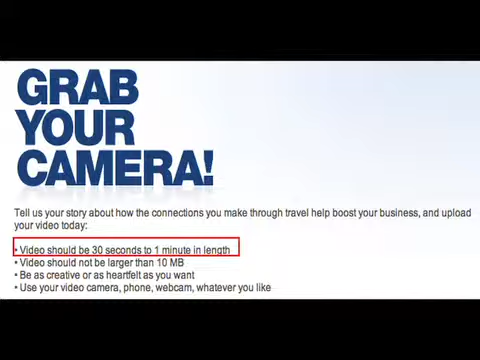 GRAB
YOUR
CAMERA!
Tell us your story about how the connections you make through travel help boost your business, and upload
your video today:
• Video should be 30 seconds to 1 minute in length
• Video should not be larger than 10 MB
• Be as creative or as heartfelt as you want
• Use your video camera, phone, webcam, whatever you like